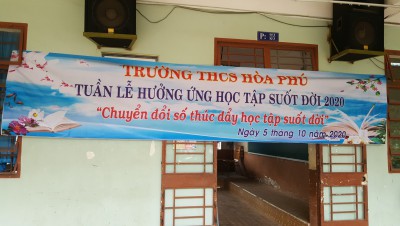 TRƯỜNG THCS HÒA PHÚ
TUẦN LỄ HƯỞNG ỨNG HỌC TẬP SUỐT ĐỜI 2020
"Chuyển đổi số thúc đẩy học tập suốt đời"
Ngày 5 tháng 10 năm 2020